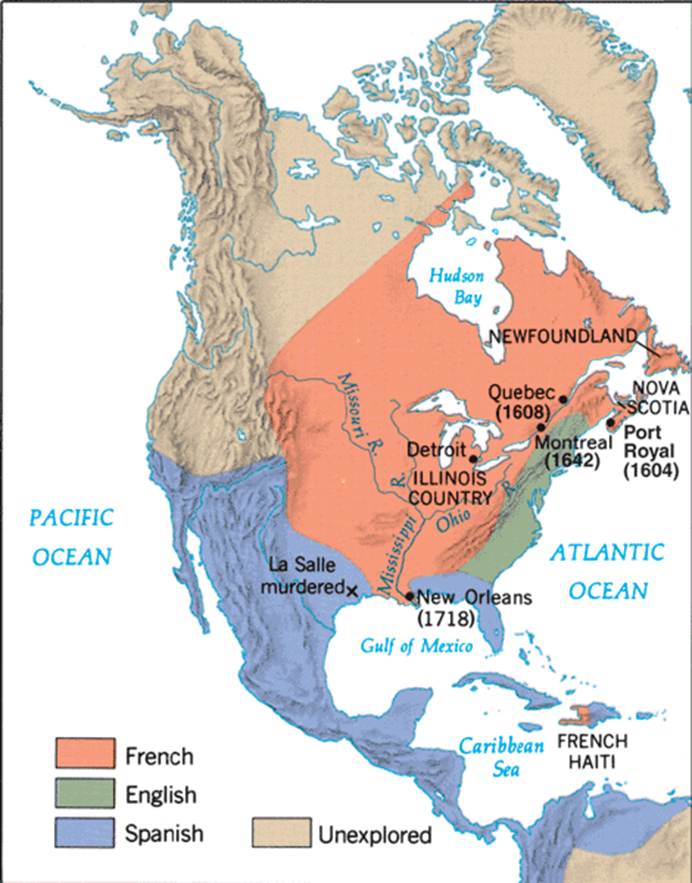 Hudson
Bay
NEWFOUNDLAND
Missouri R.
Quebec
(1608)
NOVA
SCOTIA
Montreal
(1642)
Port
Royal
(1604)
Detroit
ILLINOIS
COUNTRY
R.
Mississippi
Ohio
R.
PACIFIC
OCEAN
ATLANTIC
OCEAN
La Salle
murdered x
New Orleans
(1718)
Gulf of Mexico
Caribbean
Sea
FRENCH
HAITI
French
English
Spanish
Unexplored